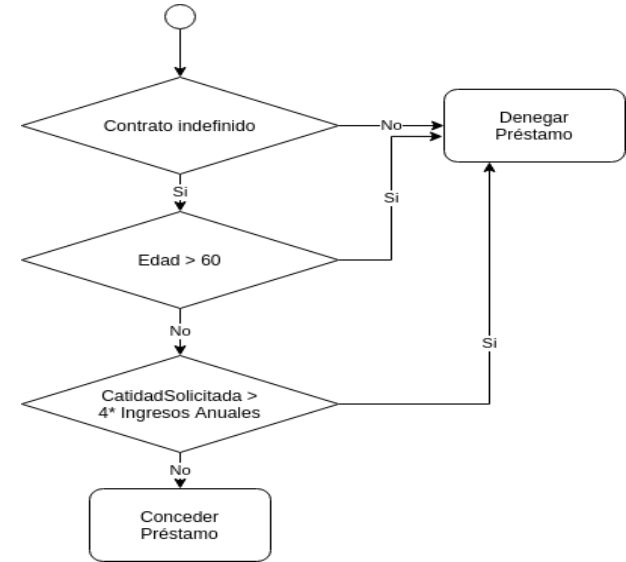 Contrato indefinido
No
Denegar
Préstamo
Si
Si
Edad > 60
No
Si
CatidadSolicitada >
4* Ingresos Anuales
No
Conceder
Préstamo